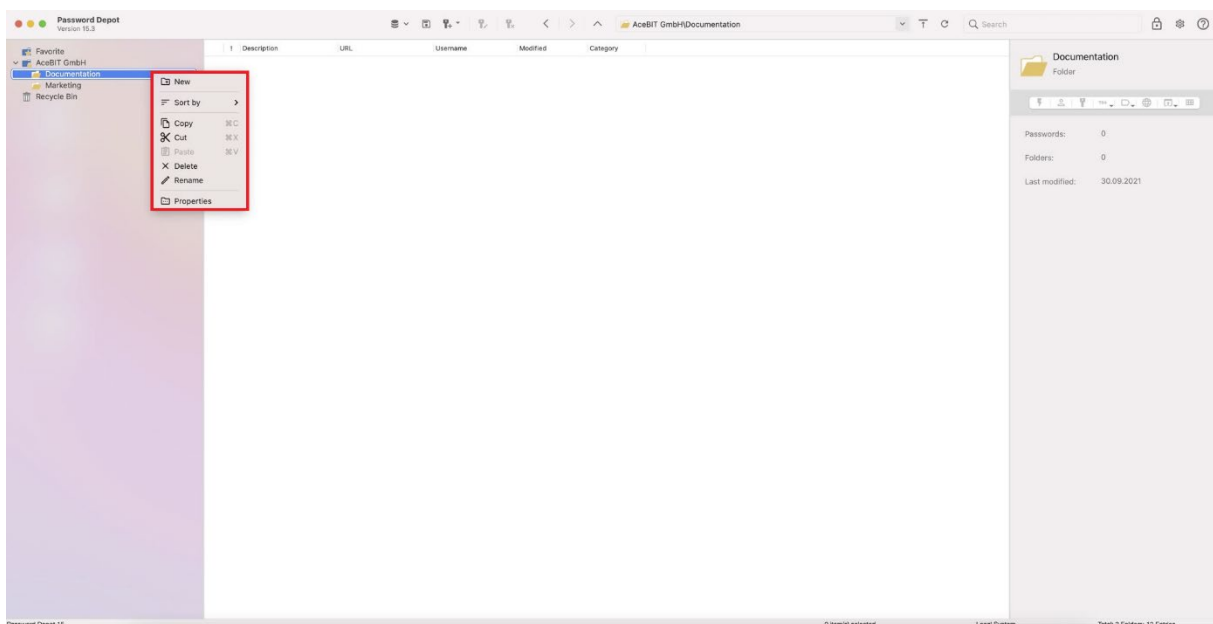 Password Depot
Version 15.3
AceBIT GmbH\Documentation
Search
Favorite
AceBIT GmbH
Documentation
Marketing
Recycle Bin
! Description URL Username Modified Category
New
Sort by
Copy ⌘C
Cut ⌘X
Paste ⌘V
Delete
Rename
Properties
Documentation
Folder
Passwords: 0
Folders: 0
Last modified: 30.09.2021